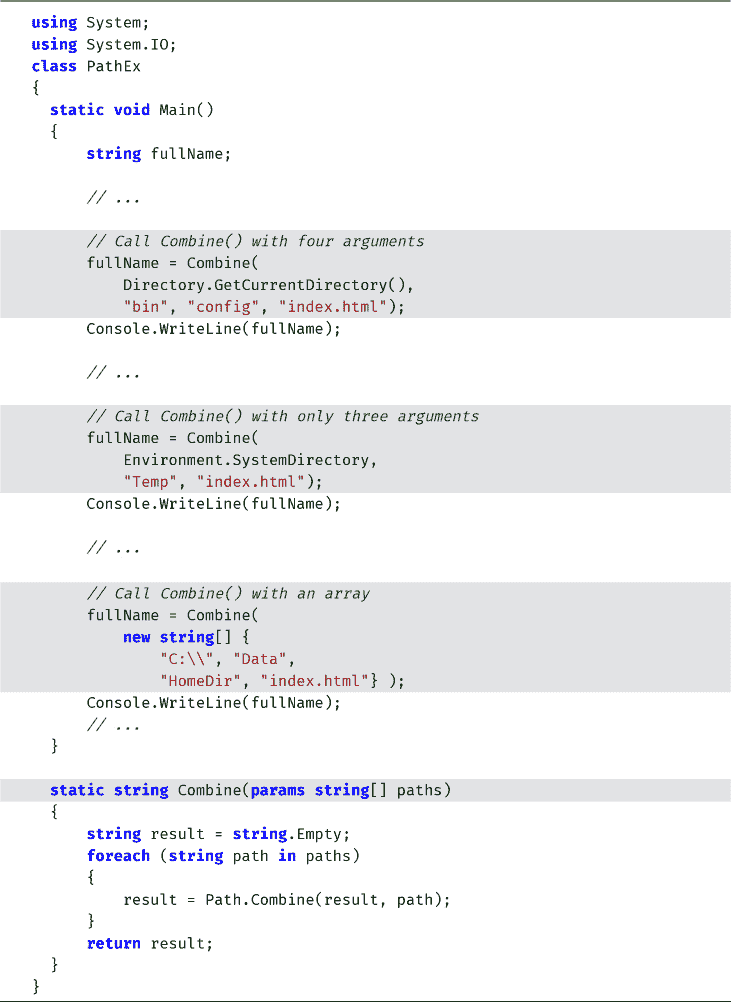 using System;
using System.IO;
class PathEx
{
  static void Main()
  {
      string fullName;

      // ...

      // Call Combine() with four arguments
      fullName = Combine(
          Directory.GetCurrentDirectory(),
          "bin", "config", "index.html");
      Console.WriteLine(fullName);

      // ...

      // Call Combine() with only three arguments
      fullName = Combine(
          Environment.SystemDirectory,
          "Temp", "index.html");
      Console.WriteLine(fullName);

      // ...

      // Call Combine() with an array
      fullName = Combine(
          new string[] {
              "C:\\", "Data",
              "HomeDir", "index.html"} );
      Console.WriteLine(fullName);
      // ...
  }

  static string Combine(params string[] paths)
  {
      string result = string.Empty;
      foreach (string path in paths)
      {
          result = Path.Combine(result, path);
      }
      return result;
  }
}